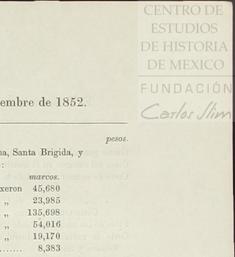 CENTRO DE
ESTUDIOS
DE HISTORIA
DE MEXICO
FUNDACIÓN
Carlos Slim
embre de 1852.
pesos.
na, Santa Brigida, y
:
marcos.
xeron 45,680
„ 23,985
„ 135,698
„ 54,016
„ 19,170
........ 8,383